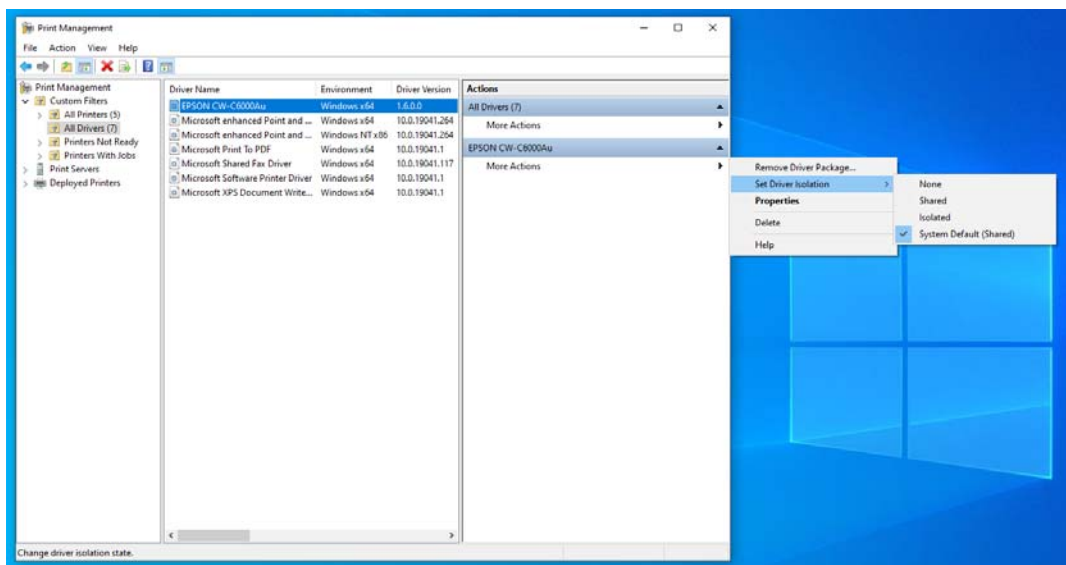 Print Management
File Action View Help
Print Management
Custom Filters
All Printers (5)
All Drivers (7)
Printers Not Ready
Printers With Jobs
Print Servers
Deployed Printers
Driver Name Environment Driver Version
EPSON CW-C6000Au Windows x64 1.6.0.0
Microsoft enhanced Point and ... Windows x64 10.0.19041.264
Microsoft enhanced Point and ... Windows NT x86 10.0.19041.264
Microsoft Print To PDF Windows x64 10.0.19041.1
Microsoft Shared Fax Driver Windows x64 10.0.19041.117
Microsoft Software Printer Driver Windows x64 10.0.19041.1
Microsoft XPS Document Write... Windows x64 10.0.19041.1
Actions
All Drivers (7)
More Actions
EPSON CW-C6000Au
More Actions
Remove Driver Package...
Set Driver Isolation
Properties
Delete
Help
None
Shared
Isolated
System Default (Shared)
Change driver isolation state.